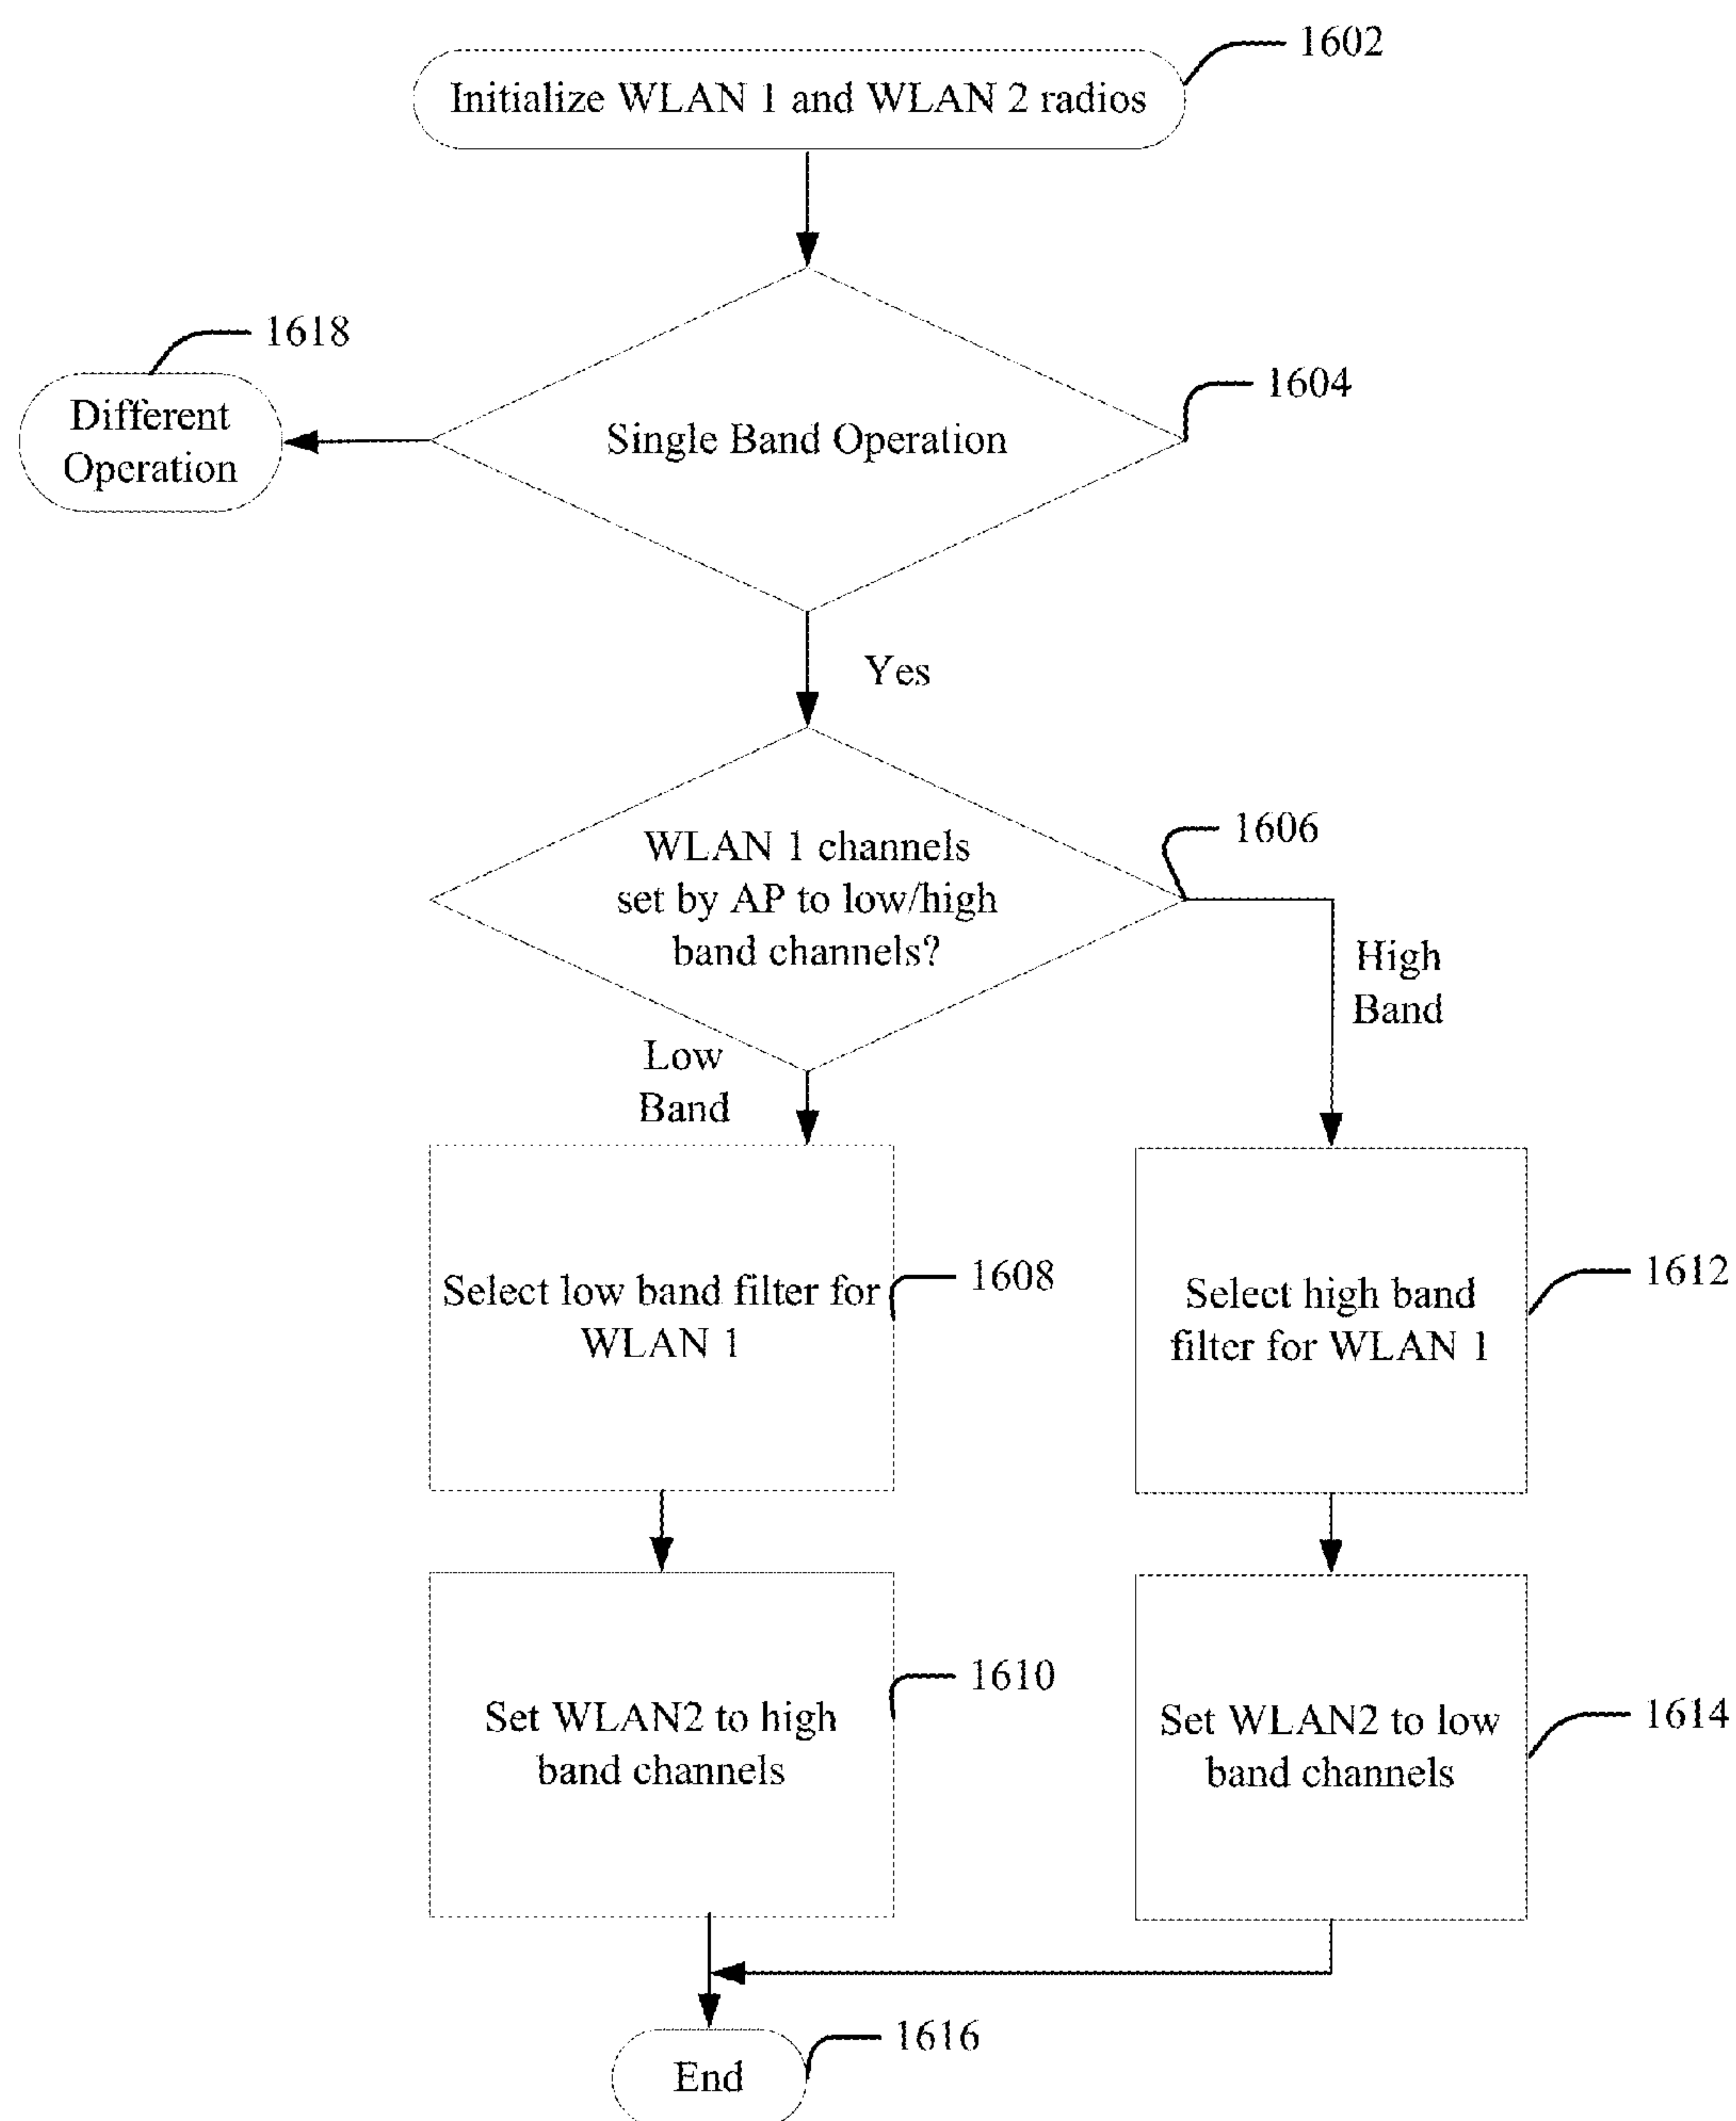 1602
Initialize WLAN 1 and WLAN 2 radios
1618
Different
Operation
1604
Single Band Operation
Yes
1606
WLAN 1 channels
set by AP to low/high
band channels?
High
Band
Low
Band
Select low band filter for
WLAN 1
1608
Select high band
filter for WLAN 1
1612
Set WLAN2 to high
band channels
1610
Set WLAN2 to low
band channels
1614
1616
End